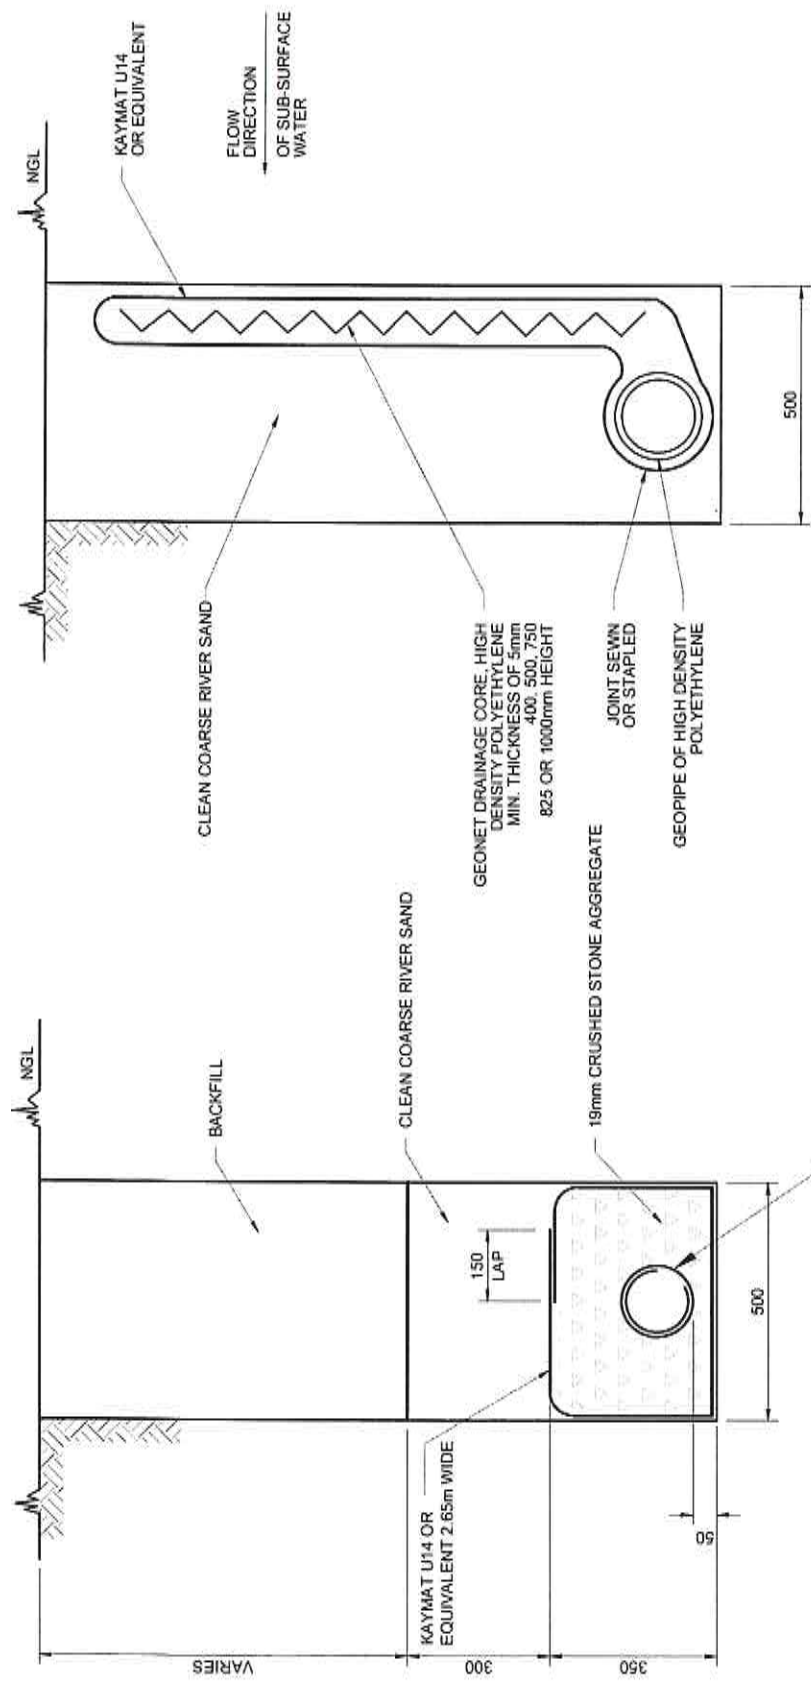 NGL
BACKFILL
CLEAN COARSE RIVER SAND
150
LAP
KAYMAT U14 OR
EQUIVALENT 2.65m WIDE
19mm CRUSHED STONE AGGREGATE
VARIES
300
350
50
500
NGL
KAYMAT U14
OR EQUIVALENT
FLOW
DIRECTION
OF SUB-SURFACE
WATER
CLEAN COARSE RIVER SAND
GEONET DRAINAGE CORE, HIGH
DENSITY POLYETHYLENE
MIN. THICKNESS OF 5mm
400, 500, 750
825 OR 1000mm HEIGHT
JOINT SEWN
OR STAPLED
GEOPIPE OF HIGH DENSITY
POLYETHYLENE
500